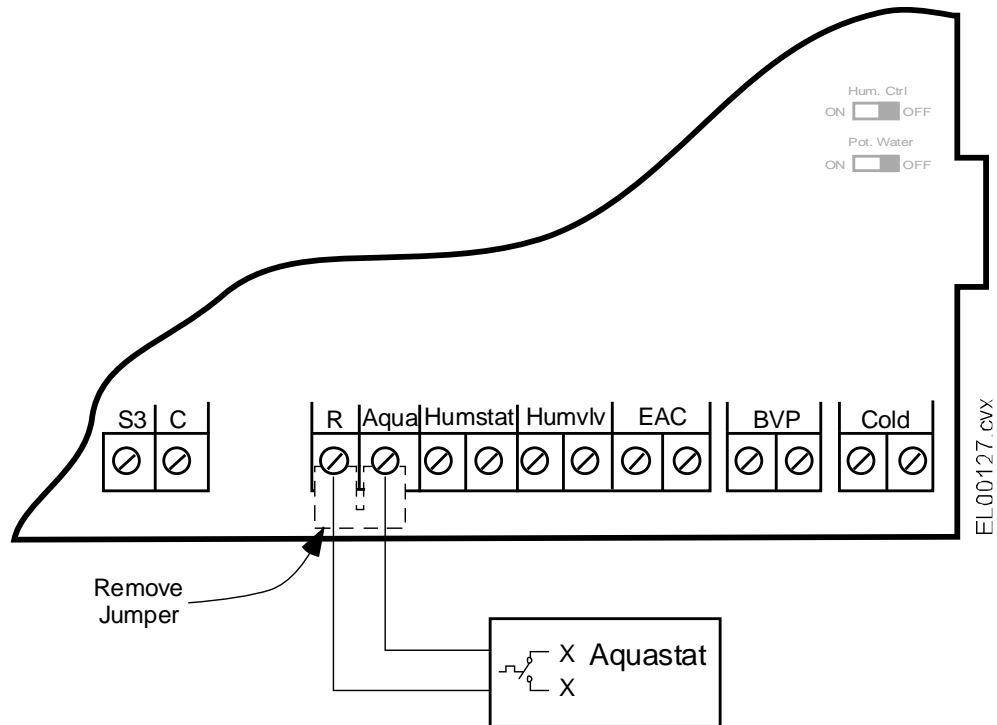 Hum. Ctrl
ON OFF
Pot. Water
ON OFF
S3 C R Aqua Humstat Humvlv EAC BVP Cold
EL00127.cvx
Remove
Jumper
X Aquastat
X